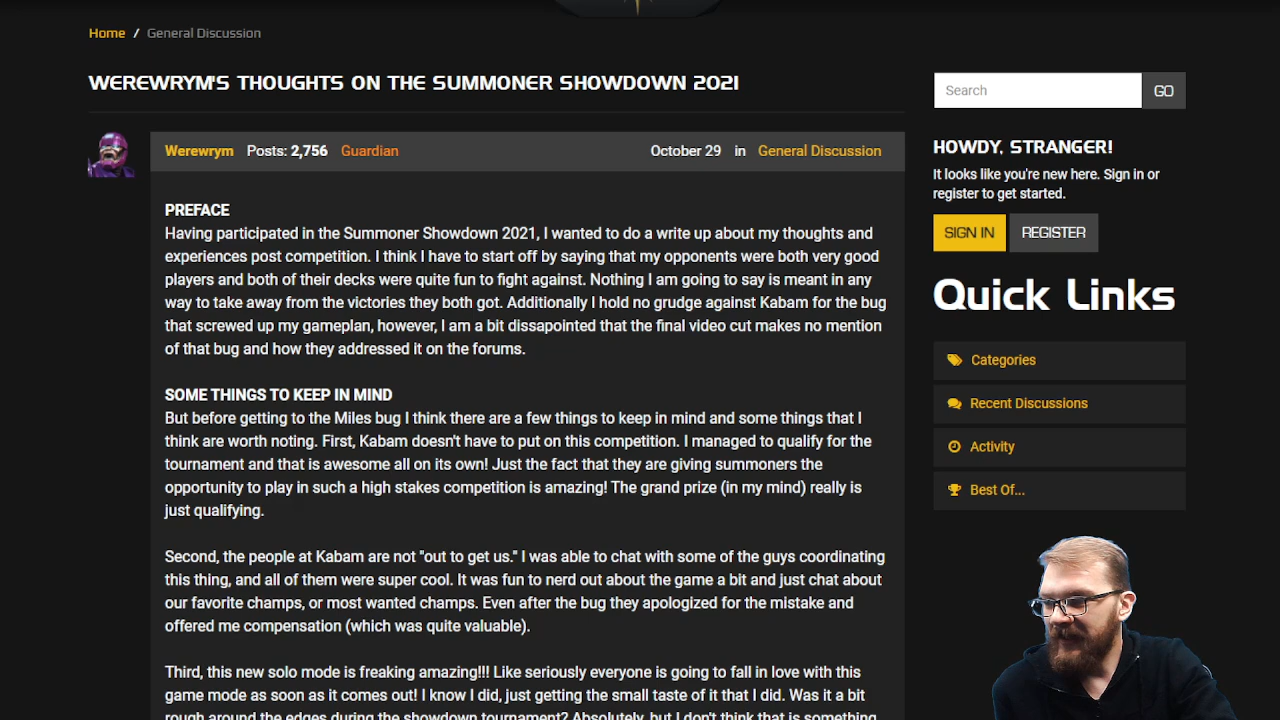 Home / General Discussion
WEREWRYM'S THOUGHTS ON THE SUMMONER SHOWDOWN 2021
Search
GO
Werewrym Posts: 2,756 Guardian October 29 in General Discussion
HOWDY, STRANGER!
It looks like you're new here. Sign in or
register to get started.
SIGN IN
REGISTER
Quick Links
Categories
Recent Discussions
Activity
Best Of...
PREFACE
Having participated in the Summoner Showdown 2021, I wanted to do a write up about my thoughts and
experiences post competition. I think I have to start off by saying that my opponents were both very good
players and both of their decks were quite fun to fight against. Nothing I am going to say is meant in any
way to take away from the victories they both got. Additionally I hold no grudge against Kabam for the bug
that screwed up my gameplan, however, I am a bit dissapointed that the final video cut makes no mention
of that bug and how they addressed it on the forums.
SOME THINGS TO KEEP IN MIND
But before getting to the Miles bug I think there are a few things to keep in mind and some things that I
think are worth noting. First, Kabam doesn't have to put on this competition. I managed to qualify for the
tournament and that is awesome all on its own! Just the fact that they are giving summoners the
opportunity to play in such a high stakes competition is amazing! The grand prize (in my mind) really is
just qualifying.
Second, the people at Kabam are not "out to get us." I was able to chat with some of the guys coordinating
this thing, and all of them were super cool. It was fun to nerd out about the game a bit and just chat about
our favorite champs, or most wanted champs. Even after the bug they apologized for the mistake and
offered me compensation (which was quite valuable).
Third, this new solo mode is freaking amazing!!! Like seriously everyone is going to fall in love with this
game mode as soon as it comes out! I know I did, just getting the small taste of it that I did. Was it a bit
rough around the edges during the showdown tournament? Absolutely, but I don't think that is something